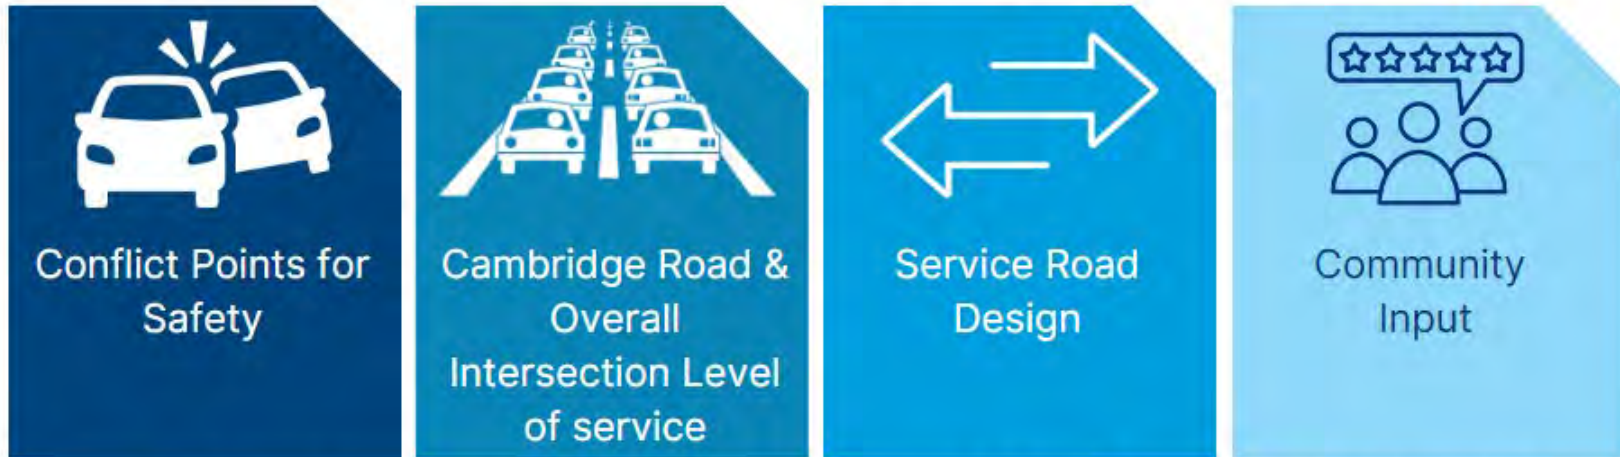 Conflict Points for
Safety
Cambridge Road &
Overall
Intersection Level
of service
Service Road
Design
Community
Input